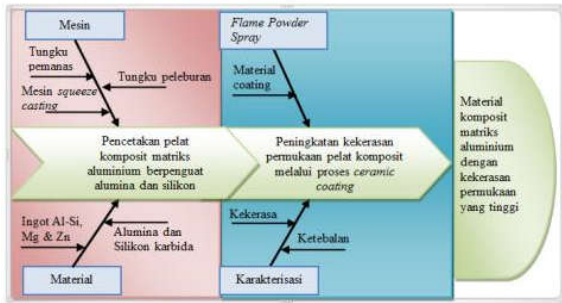 Mesin
Tungku
pemanas
Tungku peleburan
Mesin squeeze
casting
Flame Powder
Spray
Material
coating
Pencetakan pelat
komposit matriks
aluminium berpenguat
alumina dan silikon
Peningkatan kekerasan
permukaan pelat komposit
melalui proses ceramic
coating
Material
komposit
matriks
aluminium
dengan
kekerasan
permukaan
yang tinggi
Ingot Al-Si,
Mg & Zn
Alumina dan
Silikon karbida
Material
Kekerasa
Ketebalan
Karakterisasi